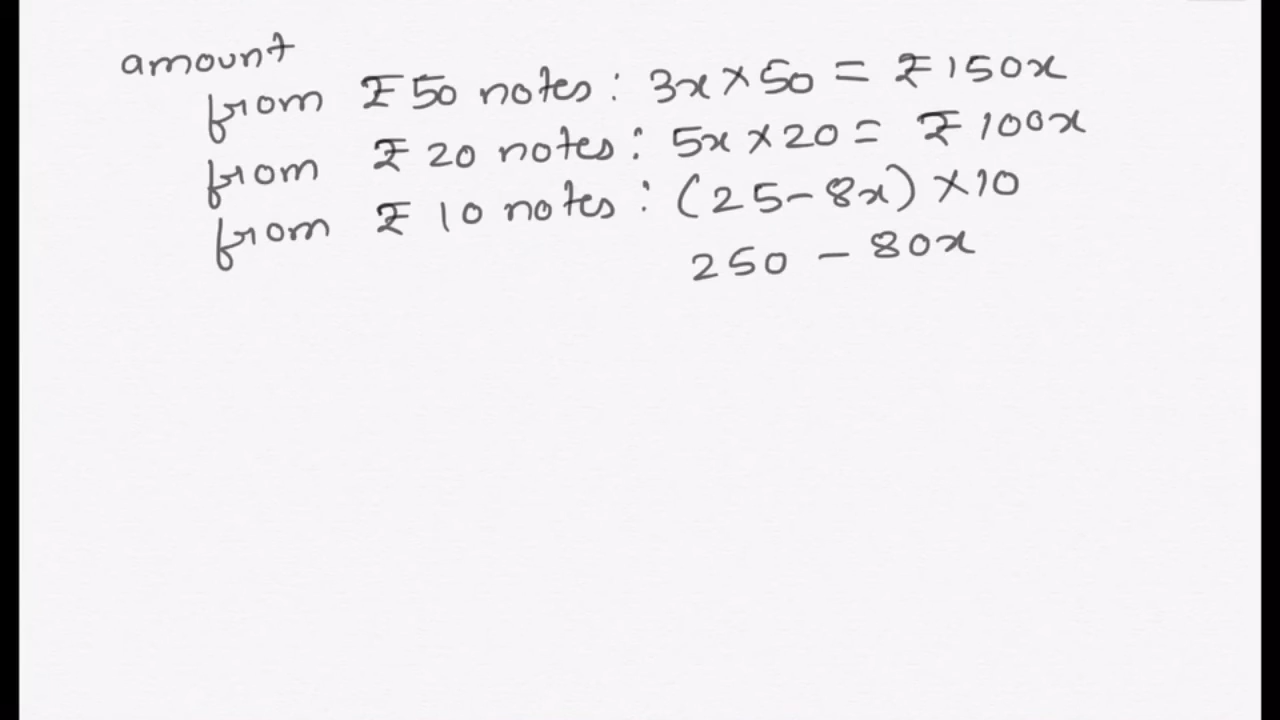 amount
from ₹50 notes: 3x×50 = ₹150x
from ₹ 20 notes: 5x×20 = ₹100x
from ₹ 10 notes: (25-8x)×10
250 - 80x